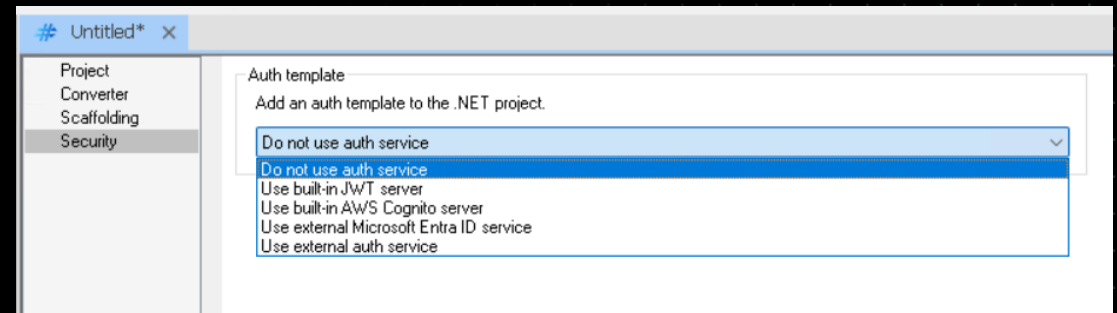 Untitled*
Project
Converter
Scaffolding
Security
Auth template
Add an auth template to the .NET project.
Do not use auth service
Do not use auth service
Use built-in JWT server
Use built-in AWS Cognito server
Use external Microsoft Entra ID service
Use external auth service